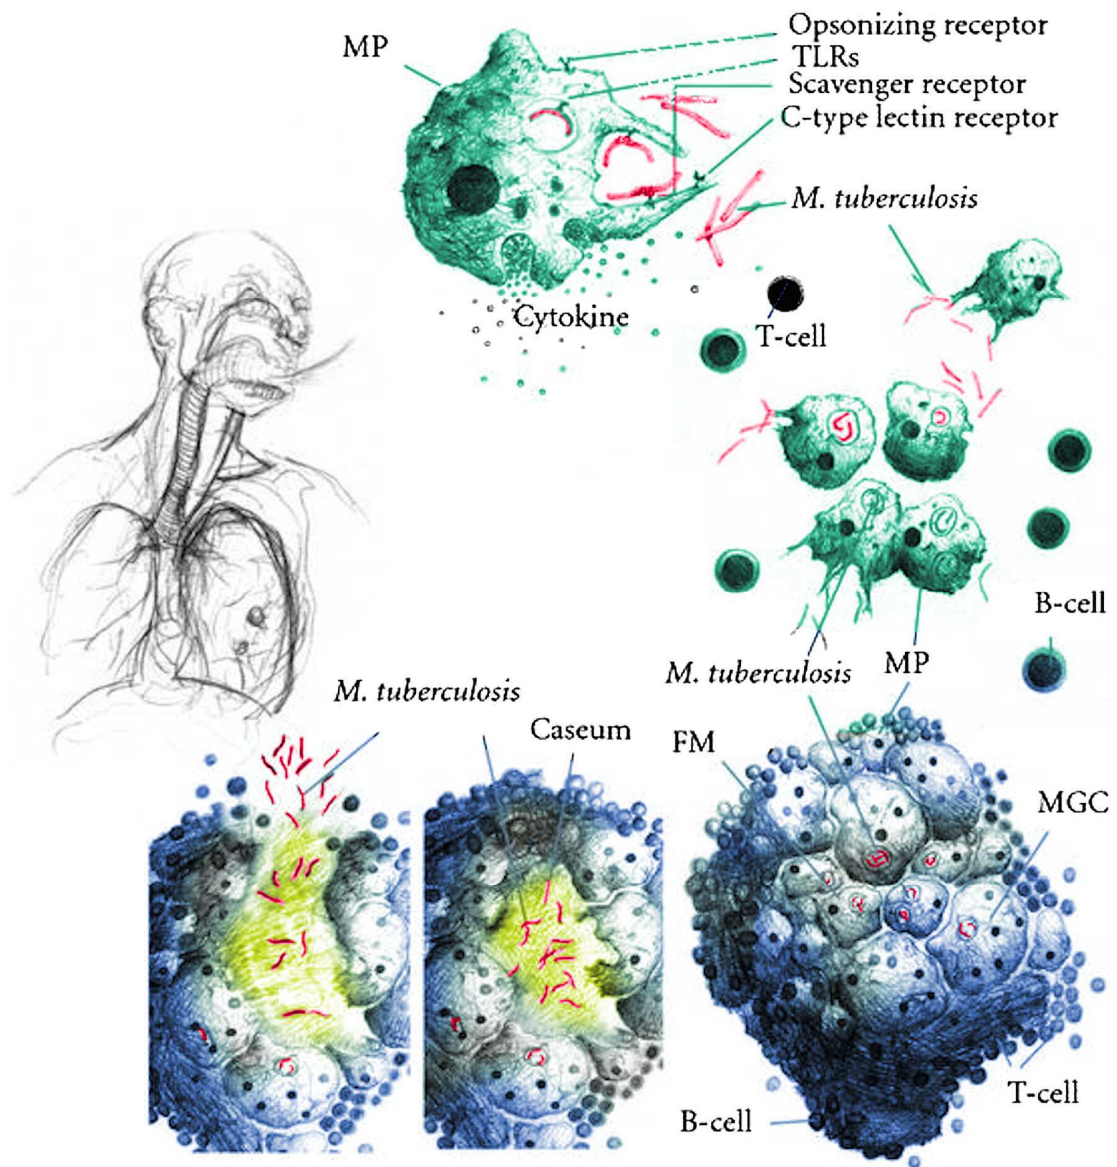 MP
Opsonizing receptor
TLRs
Scavenger receptor
C-type lectin receptor
M. tuberculosis
Cytokine
T-cell
B-cell
M. tuberculosis
MP
M. tuberculosis
Caseum
FM
MGC
T-cell
B-cell